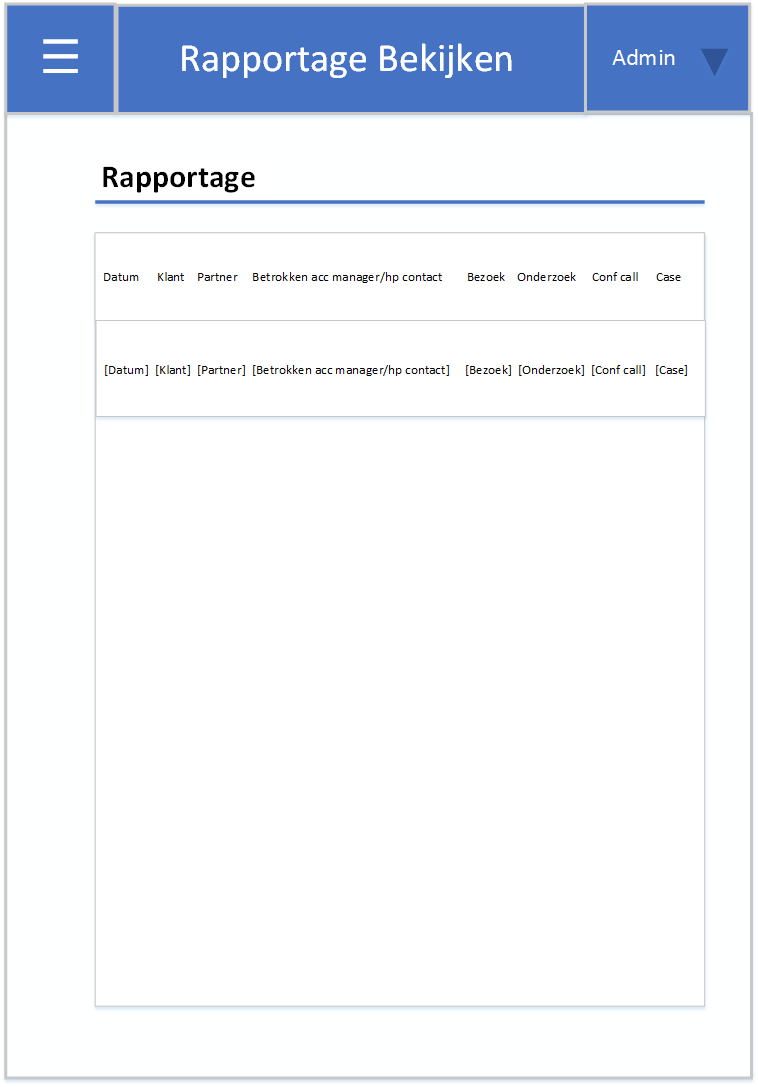 Rapportage Bekijken
Admin
Rapportage
Datum Klant Partner Betrokken acc manager/hp contact Bezoek Onderzoek Conf call Case
[Datum] [Klant] [Partner] [Betrokken acc manager/hp contact] [Bezoek] [Onderzoek] [Conf call] [Case]